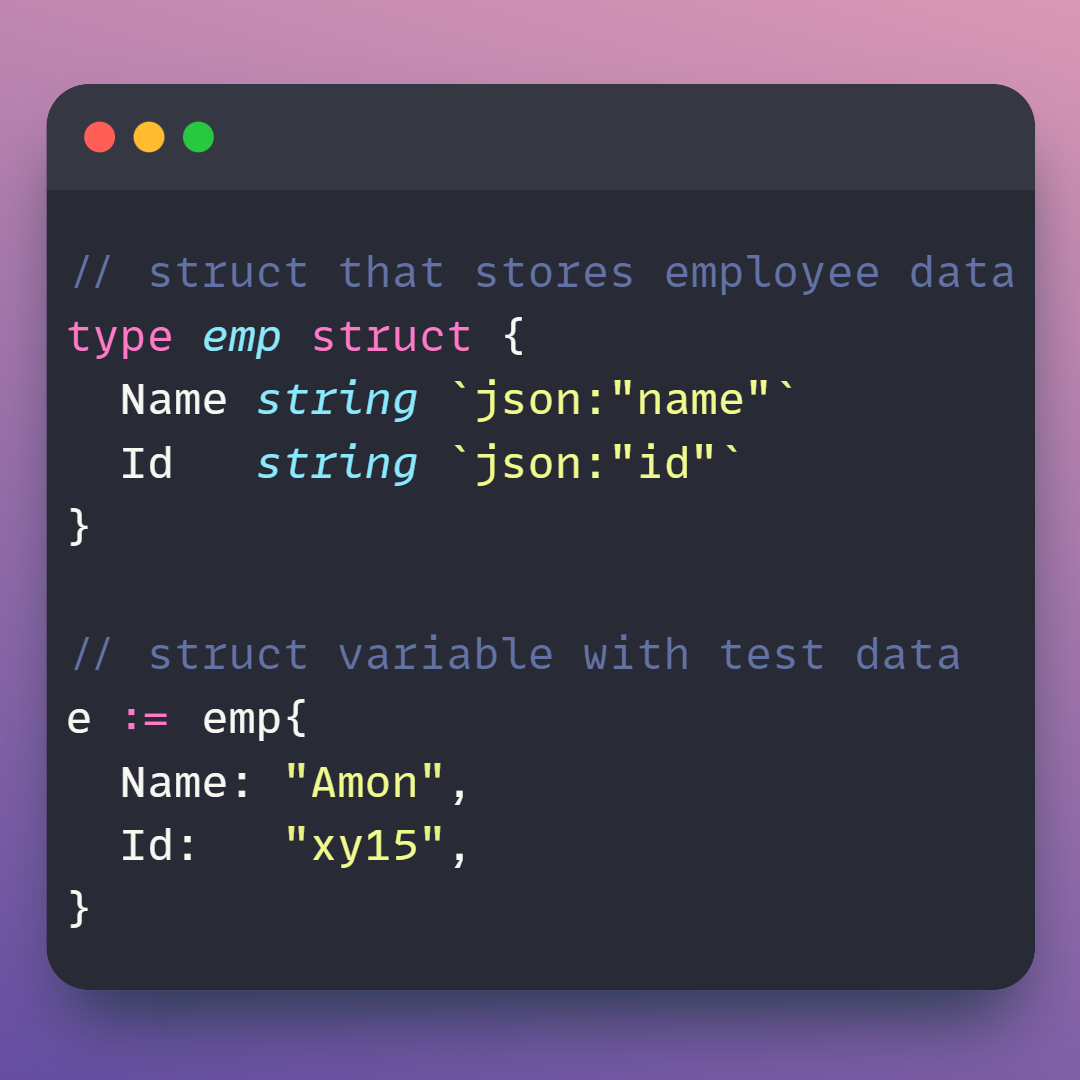 // struct that stores employee data
type emp struct {
  Name string `json:"name"`
  Id   string `json:"id"`
}

// struct variable with test data
e := emp{
  Name: "Amon",
  Id:   "xy15",
}